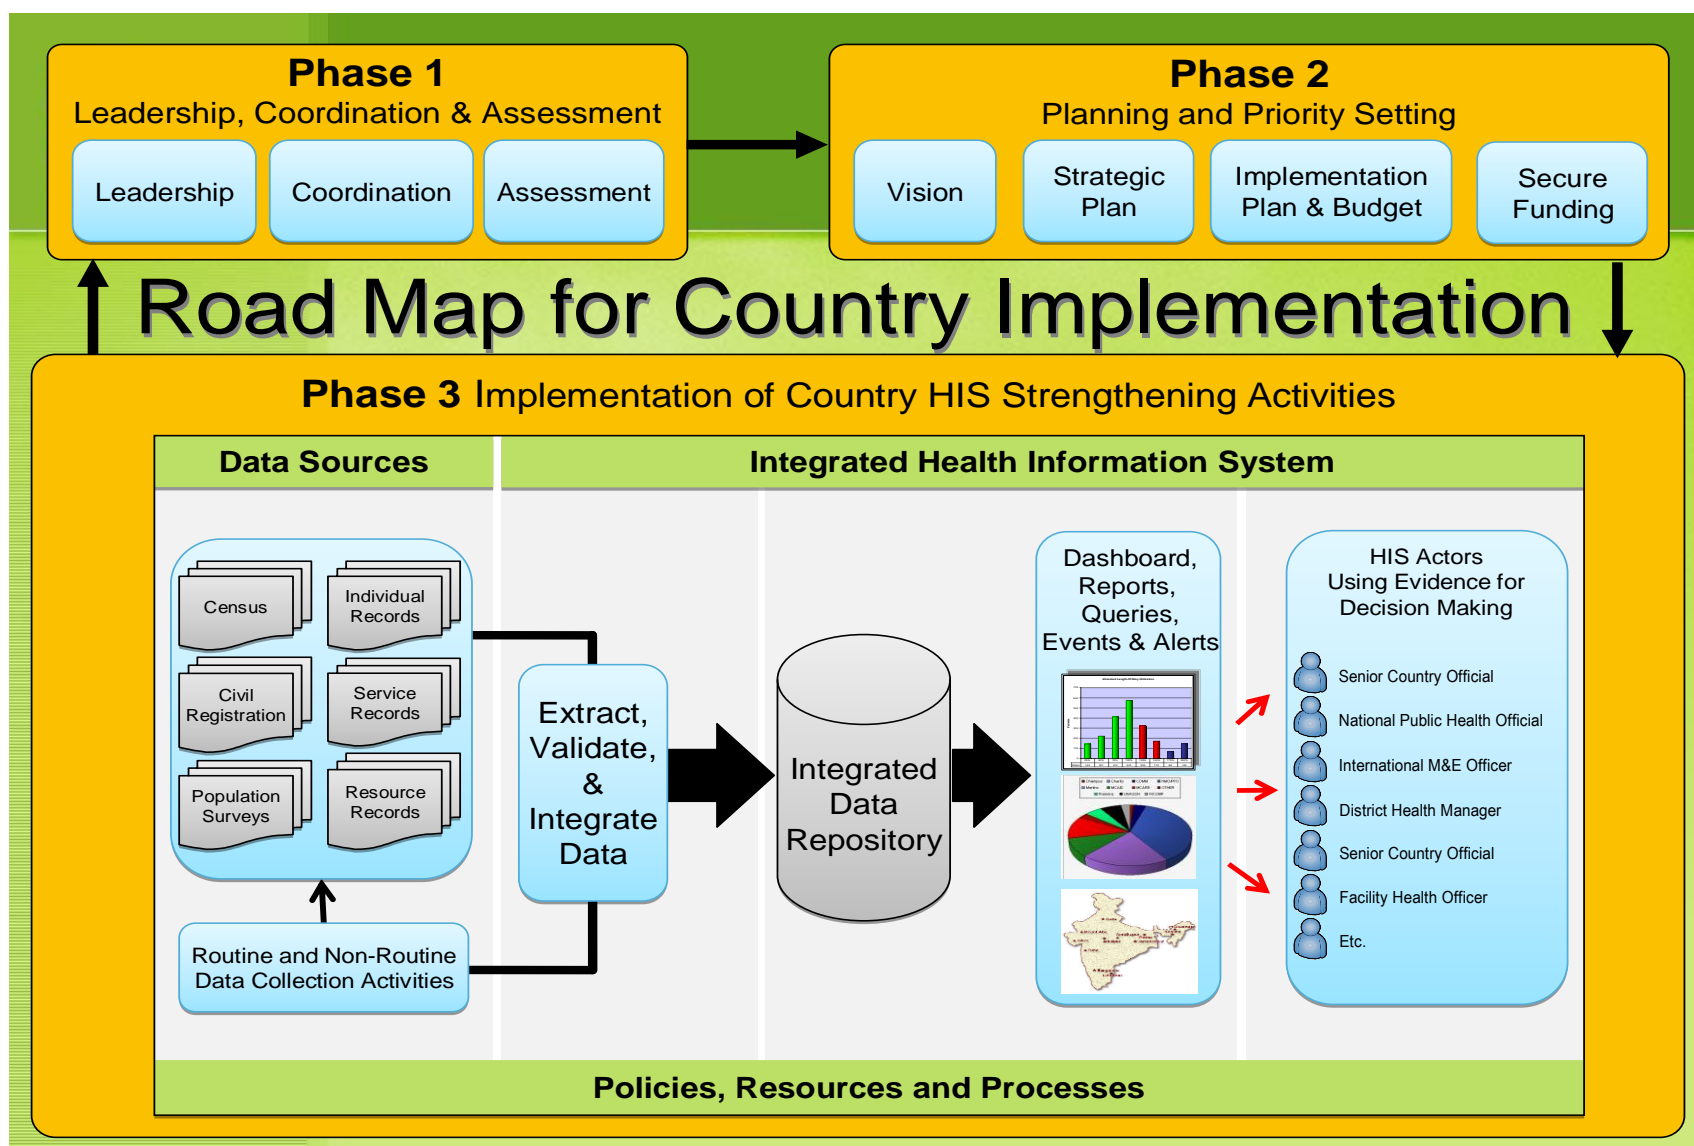 Phase 1
Leadership, Coordination & Assessment
Leadership
Coordination
Assessment
Phase 2
Planning and Priority Setting
Vision
Strategic
Plan
Implementation
Plan & Budget
Secure
Funding
Road Map for Country Implementation
Phase 3 Implementation of Country HIS Strengthening Activities
Data Sources
Integrated Health Information System
Census
Individual
Records
Civil
Registration
Service
Records
Population
Surveys
Resource
Records
Routine and Non-Routine
Data Collection Activities
Extract,
Validate,
&
Integrate
Data
Integrated
Data
Repository
Dashboard,
Reports,
Queries,
Events & Alerts
HIS Actors
Using Evidence for
Decision Making
Senior Country Official
National Public Health Official
International M&E Officer
District Health Manager
Senior Country Official
Facility Health Officer
Etc.
Policies, Resources and Processes